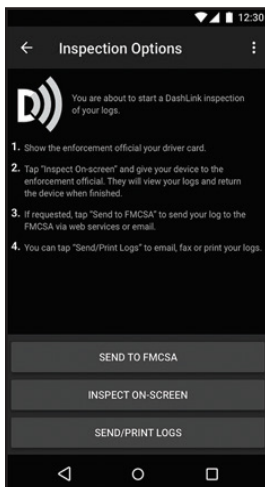 12:30
Inspection Options
You are about to start a DashLink inspection
of your logs.
1. Show the enforcement official your driver card.
2. Tap "Inspect On-screen" and give your device to the
enforcement official. They will view your logs and return
the device when finished.
3. If requested, tap "Send to FMCSA" to send your log to the
FMCSA via web services or email.
4. You can tap "Send/Print Logs" to email, fax or print your logs.
SEND TO FMCSA
INSPECT ON-SCREEN
SEND/PRINT LOGS